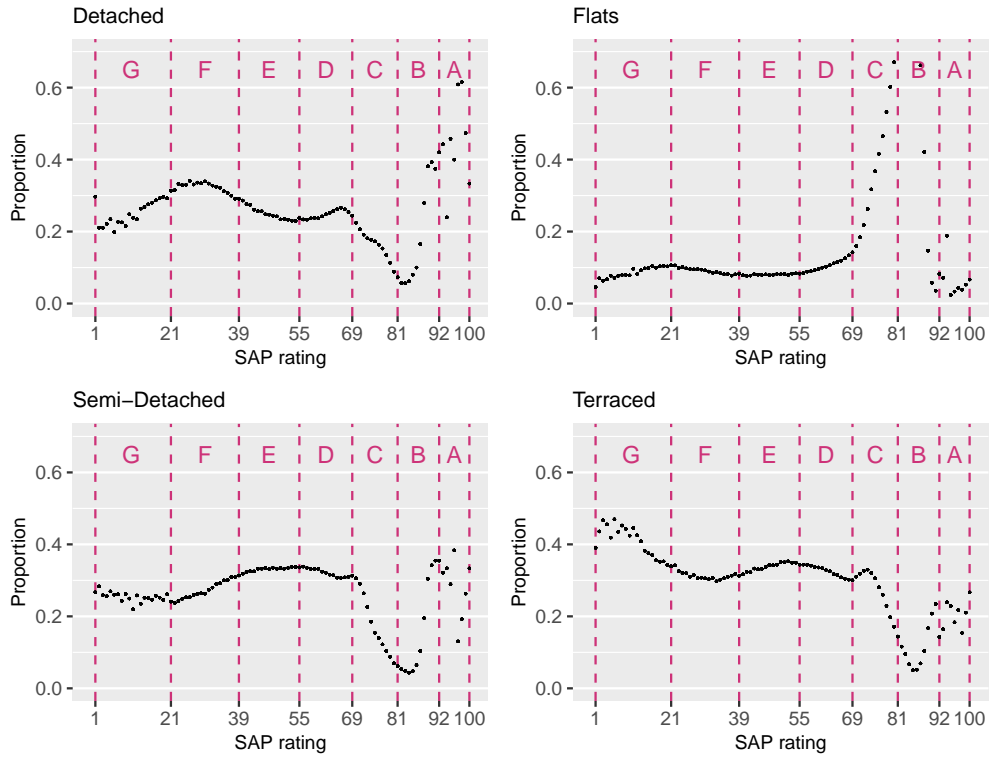 Detached
G F E D C B A
0.6
0.4
0.2
0.0
Proportion
1 21 39 55 69 81 92 100
SAP rating
Flats
G F E D C B A
0.6
0.4
0.2
0.0
Proportion
1 21 39 55 69 81 92 100
SAP rating
Semi−Detached
G F E D C B A
0.6
0.4
0.2
0.0
Proportion
1 21 39 55 69 81 92 100
SAP rating
Terraced
G F E D C B A
0.6
0.4
0.2
0.0
Proportion
1 21 39 55 69 81 92 100
SAP rating